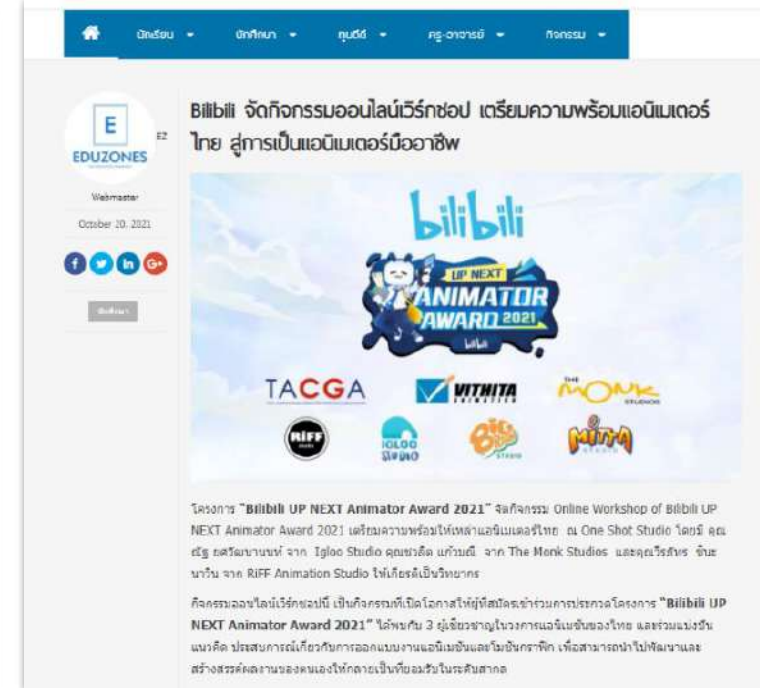 นักเรียน
นักศึกษา
ทุนดีดี
ครู-อาจารย์
กิจกรรม
E
EDUZONES
EZ
Webmaster
October 20, 2021
นักศึกษา
Bilibili จัดกิจกรรมออนไลน์เวิร์กชอป เตรียมความพร้อมแอนิเมเตอร์
ไทย สู่การเป็นแอนิเมเตอร์มืออาชีพ
bilibili
UP NEXT
ANIMATOR
AWARD 2021
bilibili
TACGA
VITHITA
ANIMATION
THE MONK
STUDIOS
RiFF
IGLOO
STUDIO
BIG BRAIN
STUDIO
MITTA
STUDIO
โครงการ "Bilibili UP NEXT Animator Award 2021" จัดกิจกรรม Online Workshop of Bilibili UP
NEXT Animator Award 2021 เตรียมความพร้อมให้เหล่าแอนิเมเตอร์ไทย ณ One Shot Studio โดยมี คุณ
ณัฐ ยศวัฒนานนท์ จาก Igloo Studio คุณชวลิต แก้วมณี จาก The Monk Studios และคุณวีรภัทร ชินะ
นาวิน จาก RiFF Animation Studio ให้เกียรติเป็นวิทยากร
กิจกรรมออนไลน์เวิร์กชอปนี้ เป็นกิจกรรมที่เปิดโอกาสให้ผู้ที่สมัครเข้าร่วมการประกวดโครงการ "Bilibili UP
NEXT Animator Award 2021" ได้พบกับ 3 ผู้เชี่ยวชาญในวงการแอนิเมชันของไทย และร่วมแบ่งปัน
แนวคิด ประสบการณ์เกี่ยวกับการออกแบบงานแอนิเมชันและโมชันกราฟิก เพื่อสามารถนำไปพัฒนาและ
สร้างสรรค์ผลงานของตนเองให้กลายเป็นที่ยอมรับในระดับสากล